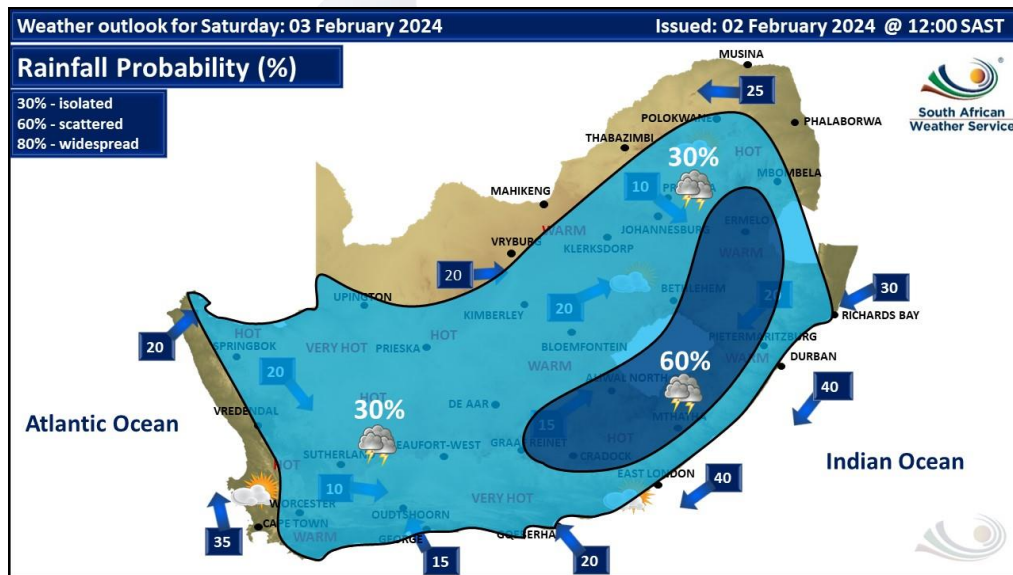 Weather outlook for Saturday: 03 February 2024
Issued: 02 February 2024 @ 12:00 SAST
Rainfall Probability (%)
30% - isolated
60% - scattered
80% - widespread
South African
Weather Service
®
MUSINA
25
POLOKWANE
PHALABORWA
THABAZIMBI
30%
HOT
MBOMBELA
10
MAHIKENG
ERMELO
WARM
JOHANNESBURG
VRYBURG
KLERKSDORP
WARM
20
BETHLEHEM
20
30
UPINGTON
KIMBERLEY
20
RICHARDS BAY
HOT
HOT
BLOEMFONTEIN
PIETERMARITZBURG
20
SPRINGBOK
VERY HOT
PRIESKA
WARM
DURBAN
20
WARM
60%
ALIWAL NORTH
40
HOT
DE AAR
30%
MTHATHA
Atlantic Ocean
VREDENDAL
15
HOT
BEAUFORT-WEST
GRAAF REINET
CRADOCK
Indian Ocean
SUTHERLAND
HOT
EAST LONDON
40
10
VERY HOT
WORCESTER
OUDTSHOORN
CAPE TOWN
35
WARM
GEORGE
15
20